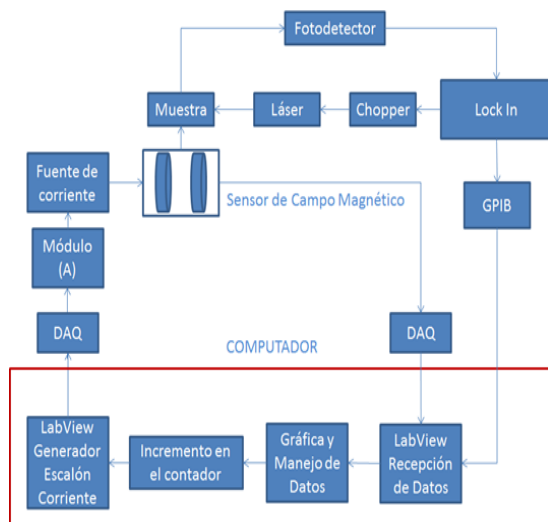 Fotodetector
Muestra
Láser
Chopper
Lock In
Fuente de
corriente
Sensor de Campo Magnético
GPIB
Módulo
(A)
DAQ
DAQ
COMPUTADOR
LabView
Generador
Escalón
Corriente
Incremento en
el contador
Gráfica y
Manejo de
Datos
LabView
Recepción
de Datos